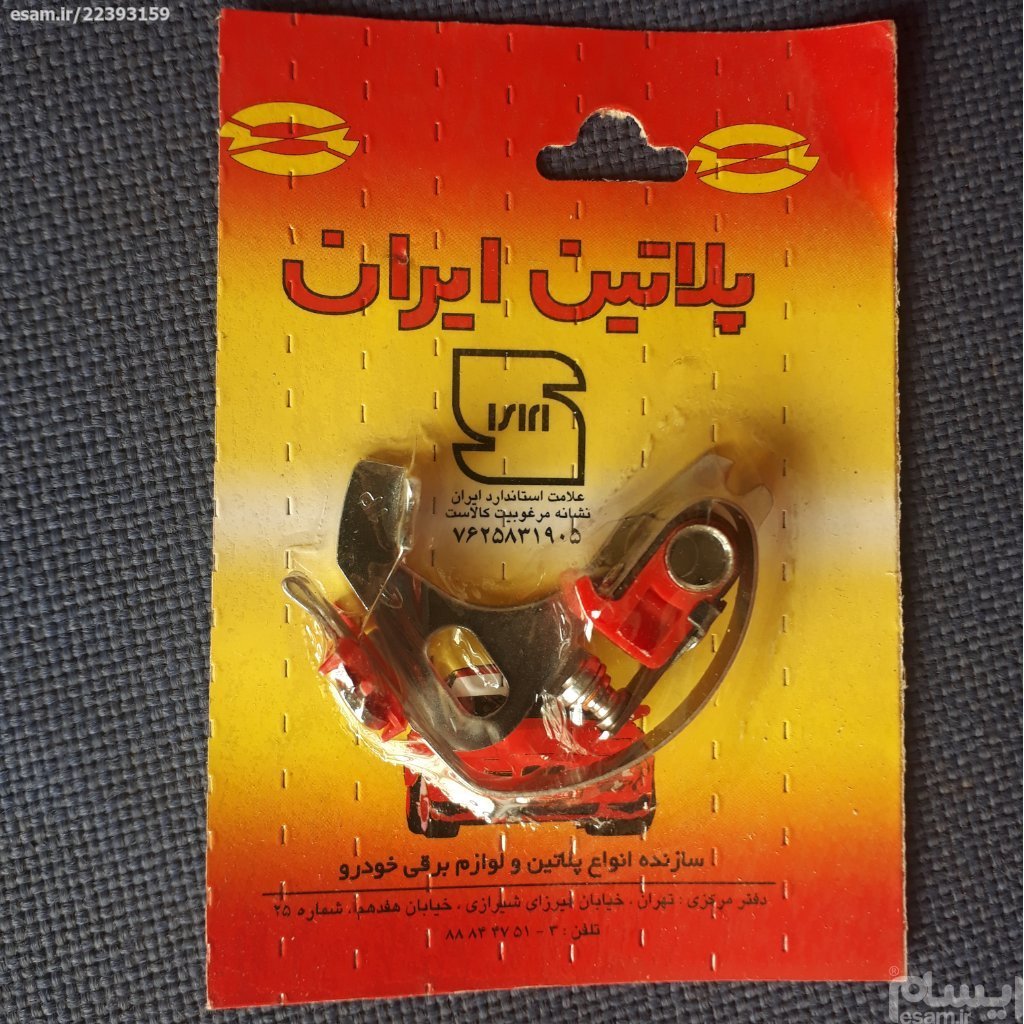 esam.ir/22393159
پلاتین ایران
علامت استاندارد ایران
نشانه مرغوبیت کالاست
۷۶۲۵۸۳۱۹۰۵
سازنده انواع پلاتین و لوازم برقی خودرو
دفتر مرکزی : تهران ، خیابان میرزای شیرازی ، خیابان هفدهم ، شماره ۲۵
تلفن : ۳ - ۵۱ ۴۷ ۸۴ ۸۸
ایسام®
esam.ir